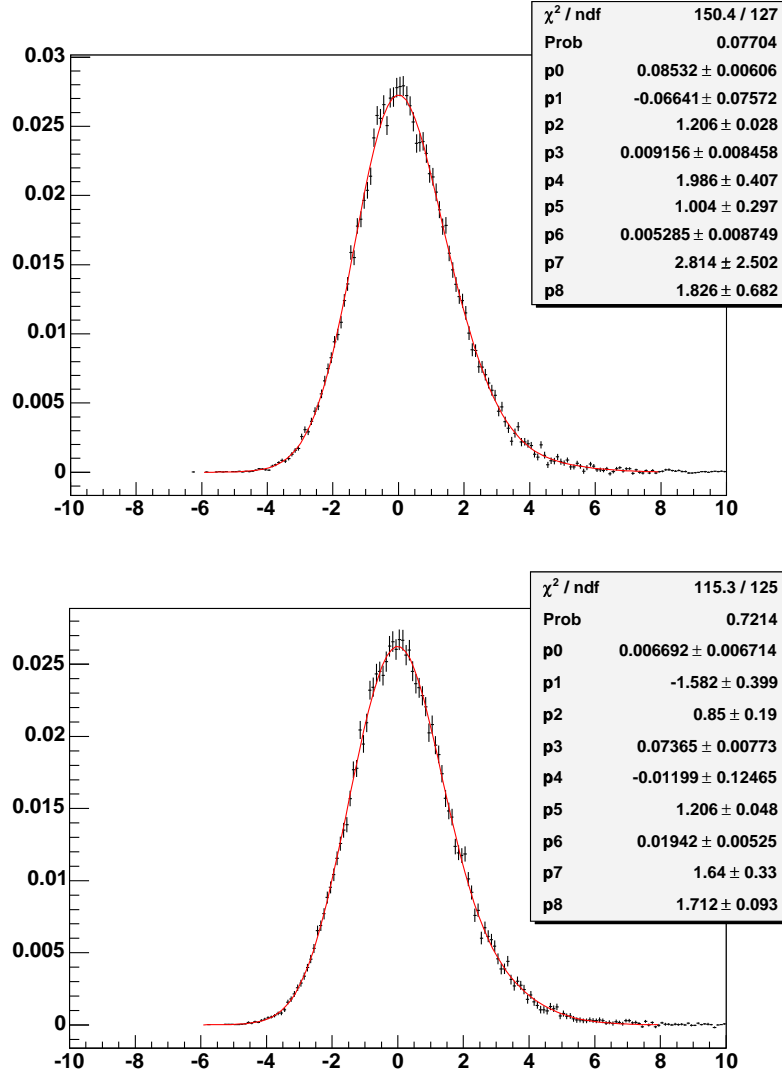 χ² / ndf 150.4 / 127
Prob 0.07704
p0 0.08532 ± 0.00606
p1 -0.06641 ± 0.07572
p2 1.206 ± 0.028
p3 0.009156 ± 0.008458
p4 1.986 ± 0.407
p5 1.004 ± 0.297
p6 0.005285 ± 0.008749
p7 2.814 ± 2.502
p8 1.826 ± 0.682
0.03
0.025
0.02
0.015
0.01
0.005
0
-10 -8 -6 -4 -2 0 2 4 6 8 10
χ² / ndf 115.3 / 125
Prob 0.7214
p0 0.006692 ± 0.006714
p1 -1.582 ± 0.399
p2 0.85 ± 0.19
p3 0.07365 ± 0.00773
p4 -0.01199 ± 0.12465
p5 1.206 ± 0.048
p6 0.01942 ± 0.00525
p7 1.64 ± 0.33
p8 1.712 ± 0.093
0.025
0.02
0.015
0.01
0.005
0
-10 -8 -6 -4 -2 0 2 4 6 8 10